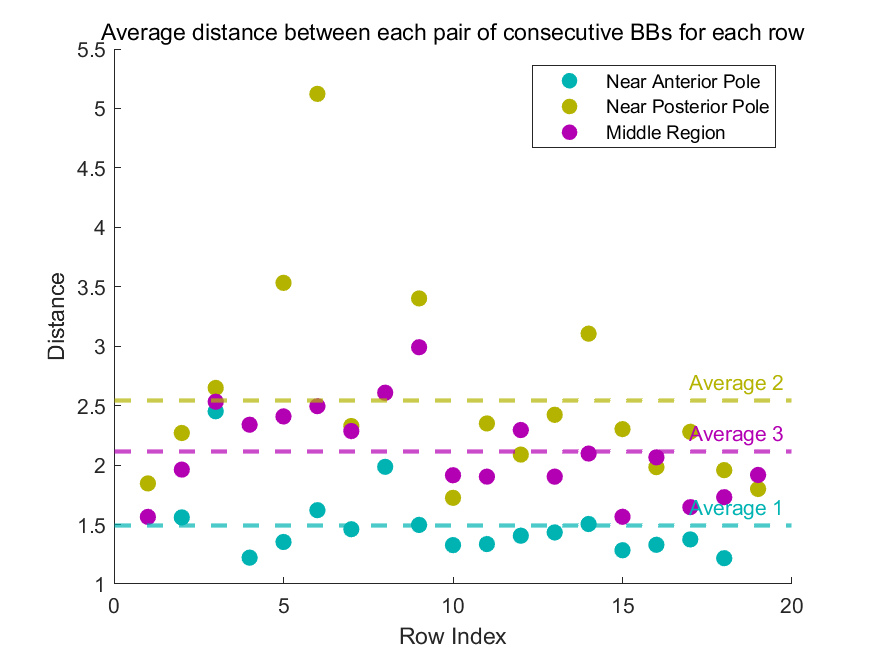 Average distance between each pair of consecutive BBs for each row
5.5
5
4.5
4
3.5
3
2.5
2
1.5
1
Distance
Near Anterior Pole
Near Posterior Pole
Middle Region
Average 2
Average 3
Average 1
0
5
10
15
20
Row Index